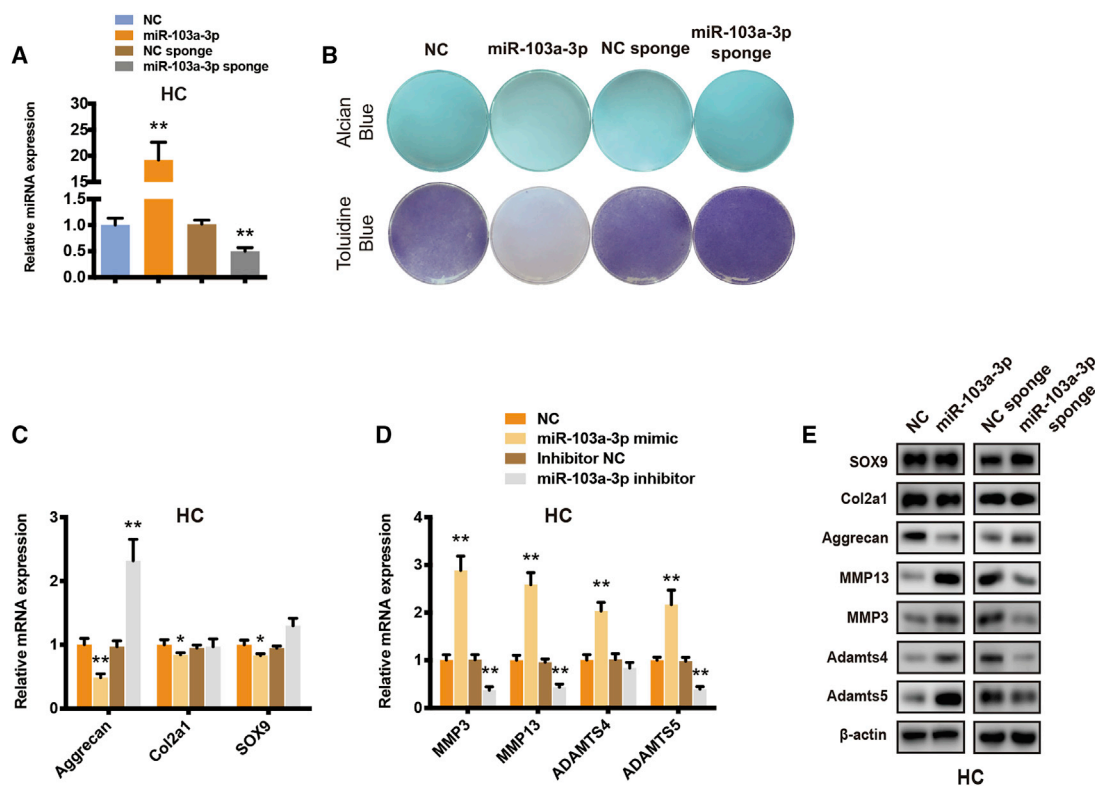 A
NC
miR-103a-3p
NC sponge
miR-103a-3p sponge
HC
Relative miRNA expression
30
25
20
15
1.5
1.0
0.5
0.0
**
**
B
NC
miR-103a-3p
NC sponge
miR-103a-3p
sponge
Alcian
Blue
Toluidine
Blue
C
HC
Relative mRNA expression
3
2
1
0
**
**
*
*
Aggrecan
Col2a1
SOX9
D
NC
miR-103a-3p mimic
Inhibitor NC
miR-103a-3p inhibitor
HC
Relative mRNA expression
4
3
2
1
0
**
**
**
**
**
**
**
MMP3
MMP13
ADAMTS4
ADAMTS5
E
NC
miR-103a-3p
NC sponge
miR-103a-3p
sponge
SOX9
Col2a1
Aggrecan
MMP13
MMP3
Adamts4
Adamts5
β-actin
HC